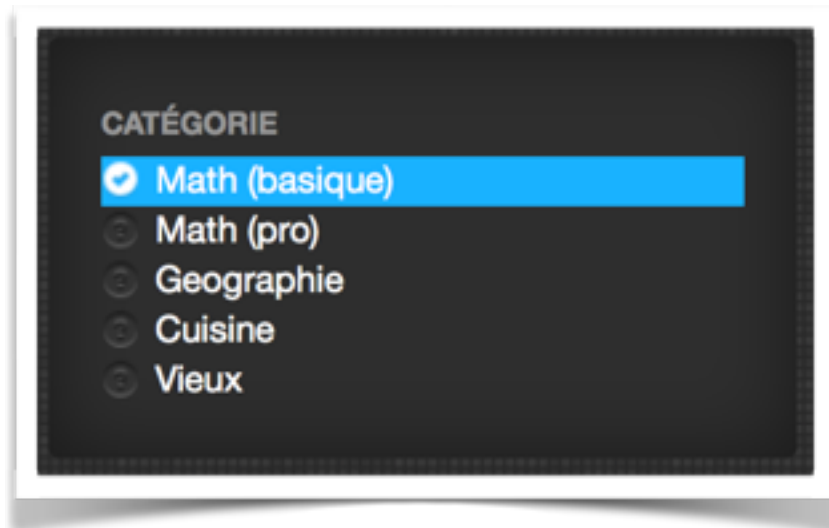 CATÉGORIE
Math (basique)
Math (pro)
Geographie
Cuisine
Vieux